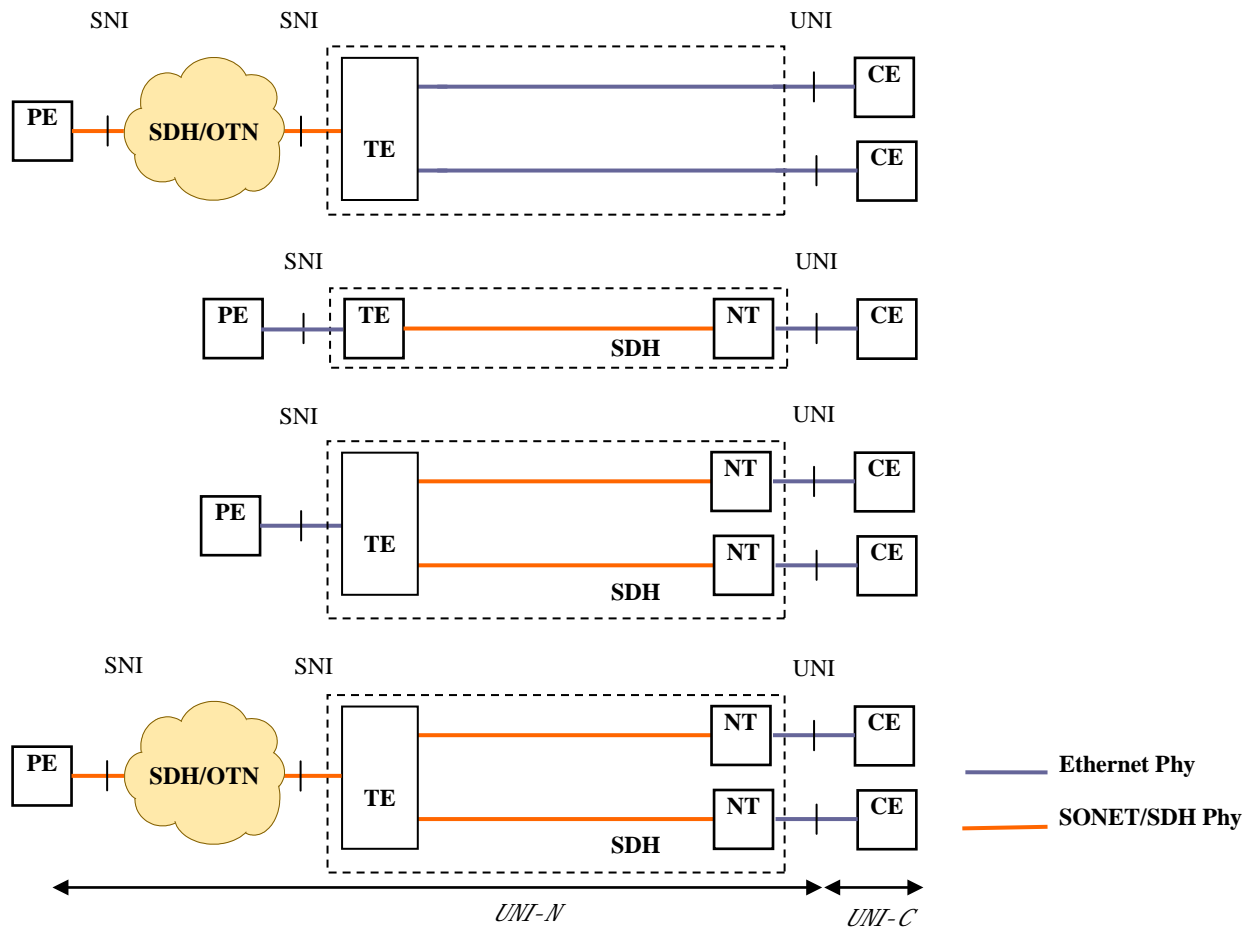 SNI SNI UNI
CE
PE SDH/OTN
TE
CE
SNI UNI
PE TE NT CE
SDH
SNI UNI
NT CE
PE
TE
NT CE
SDH
SNI SNI UNI
NT CE
PE SDH/OTN Ethernet Phy
TE
NT CE
SONET/SDH Phy
SDH
UNI-N UNI-C